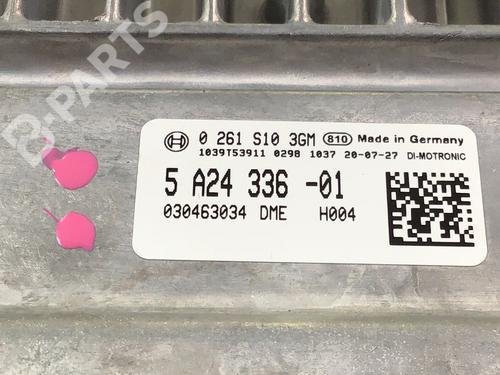 BOSCH 0 261 S10 3GM 810 Made in Germany
1039T53911 0298 1037 20-07-27 DI-MOTRONIC
5 A24 336 -01
030463034 DME H004
B-PARTS